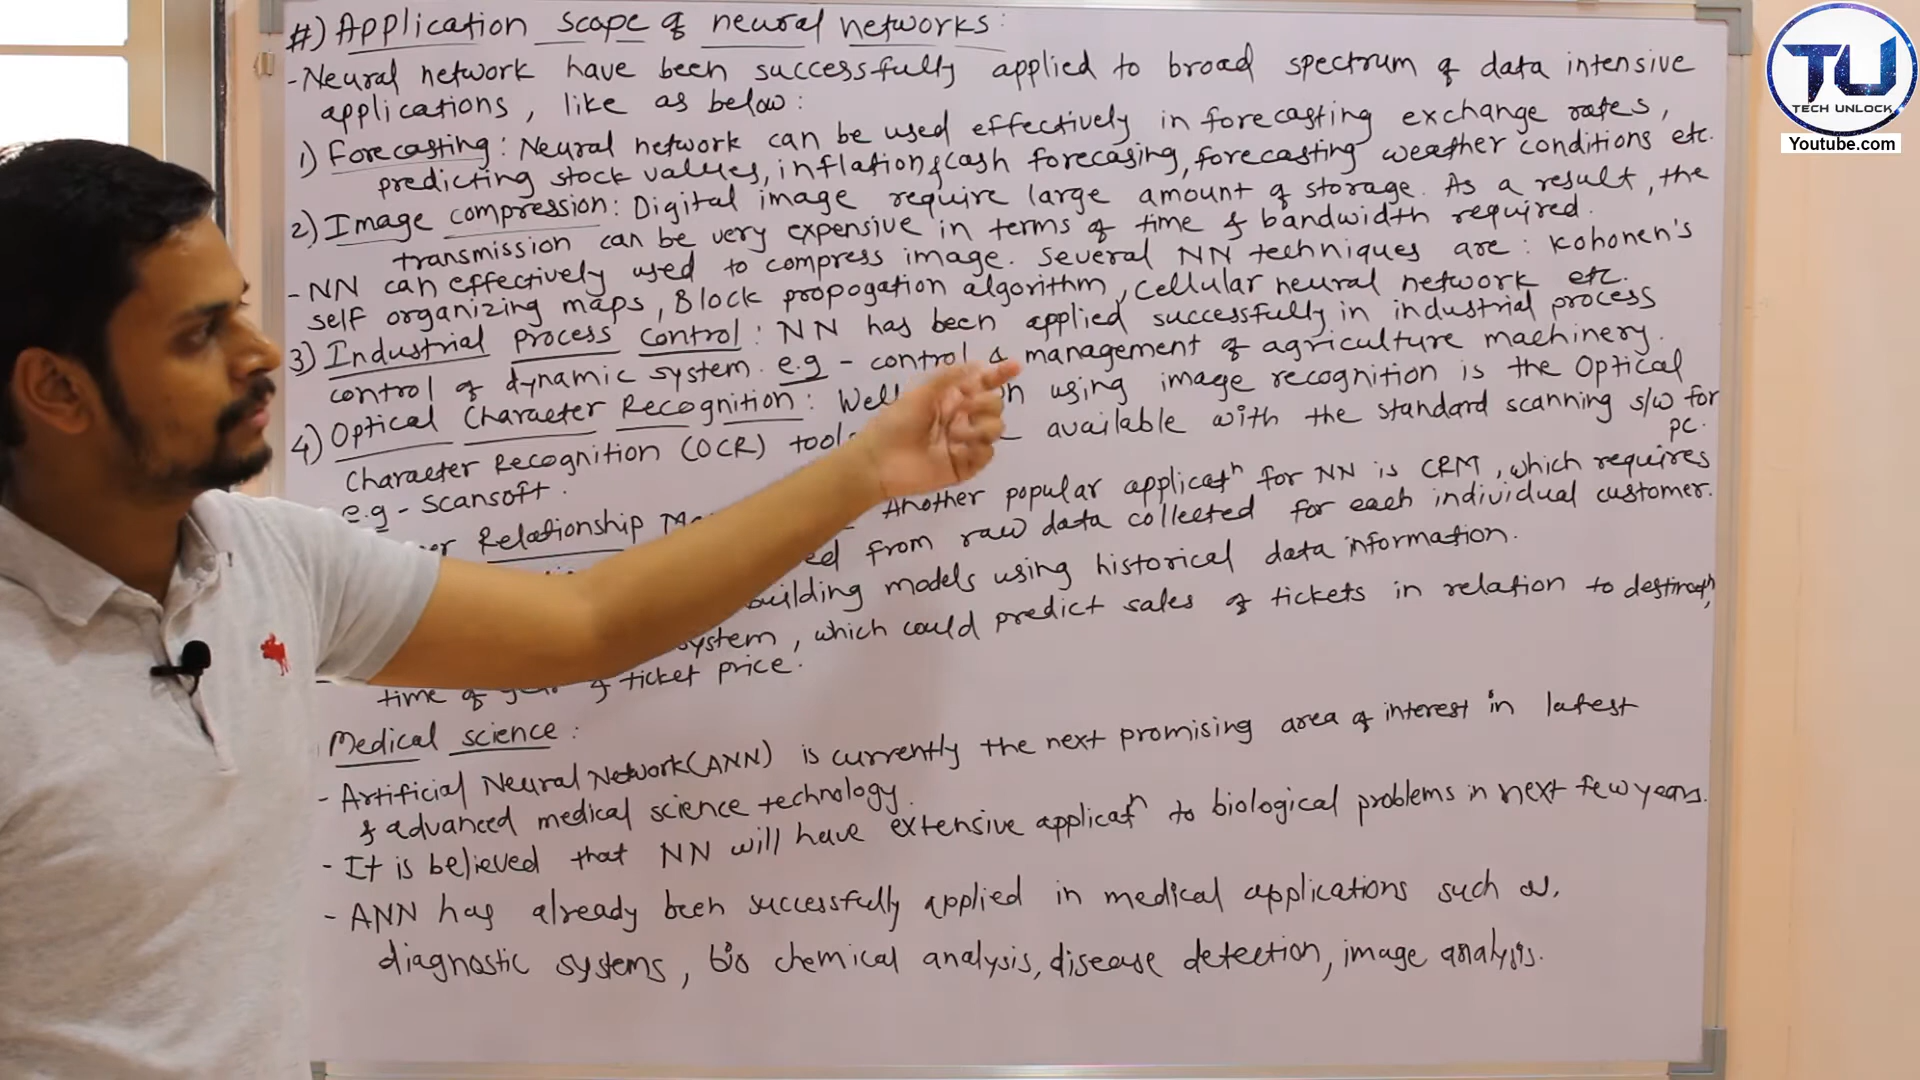 #) Application scope of neural networks:
- Neural network have been successfully applied to broad spectrum of data intensive
applications, like as below:
1) Forecasting: Neural network can be used effectively in forecasting exchange rates,
predicting stock values, inflation & cash forecasing, forecasting weather conditions etc.
2) Image compression: Digital image require large amount of storage. As a result, the
transmission can be very expensive in terms of time & bandwidth required.
- NN can effectively used to compress image. Several NN techniques are: Kohonen's
self organizing maps, Block propogation algorithm, cellular neural network etc.
3) Industrial Process Control: NN has been applied successfully in industrial process
control of dynamic system. e.g - control & management of agriculture machinery.
4) Optical Character Recognition: Well using image recognition is the Optical
Character Recognition (OCR) tools available with the standard scanning s/w for
PC.
e.g - Scansoft.
Relationship Another popular applicatn for NN is CRM, which requires
from raw data collected for each individual customer.
building models using historical data information.
system, which could predict sales of tickets in relation to destinatn,
time of year & ticket price.
Medical science:
- Artificial Neural Network (ANN) is currently the next promising area of interest in latest
& advanced medical science technology.
- It is believed that NN will have extensive applicatn to biological problems in next few years.
- ANN has already been successfully applied in medical applications such as,
diagnostic systems, bio chemical analysis, disease detection, image analysis.
TU
TECH UNLOCK
Youtube.com